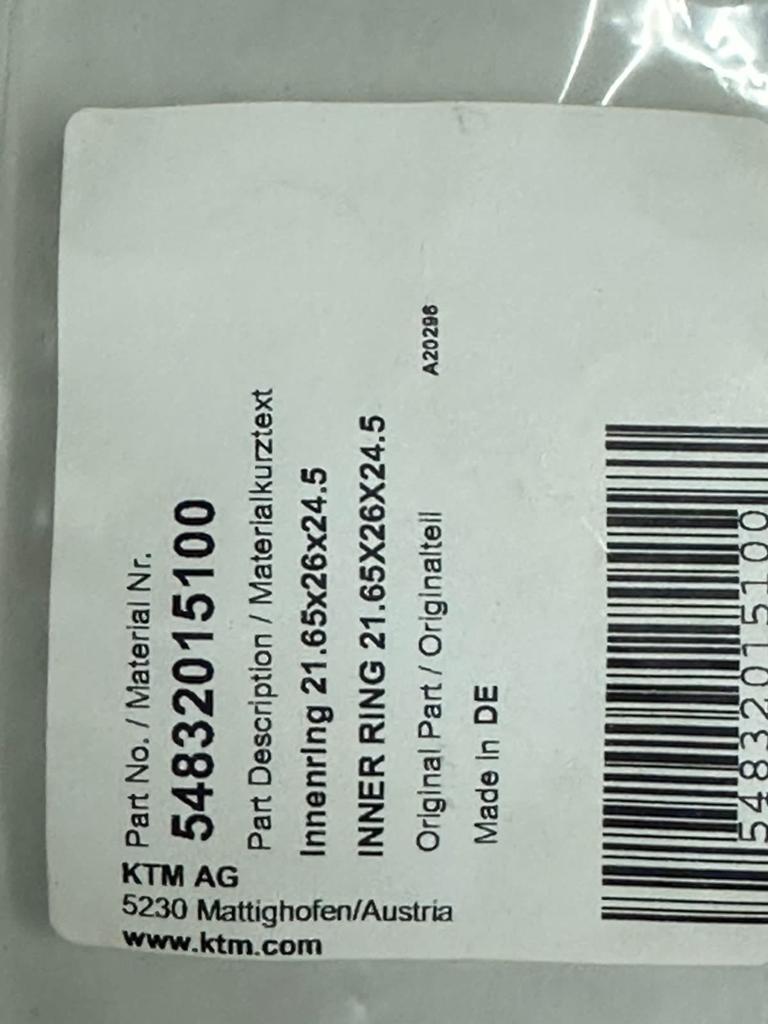 Part No. / Material Nr.
54832015100
Part Description / Materialkurztext
Innenring 21.65x26x24.5
INNER RING 21.65X26X24.5
Original Part / Originalteil A20296
Made in DE
KTM AG
5230 Mattighofen/Austria
www.ktm.com
54832015100